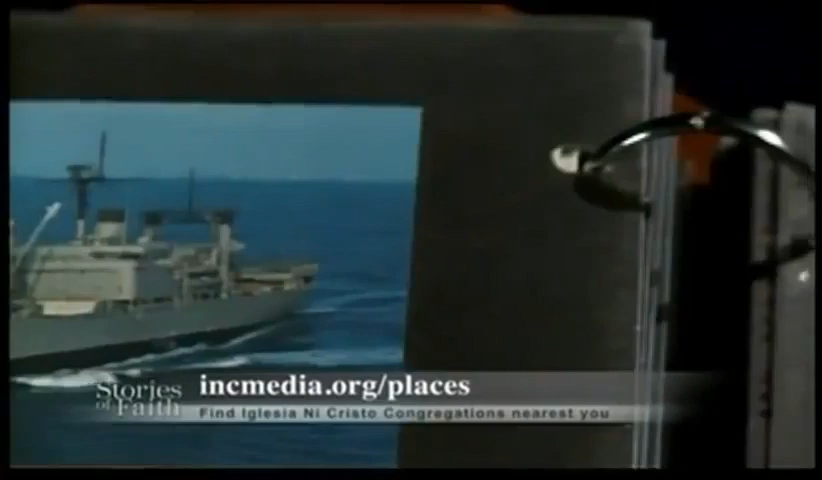 Stories
of Faith
incmedia.org/places
Find Iglesia Ni Cristo Congregations nearest you